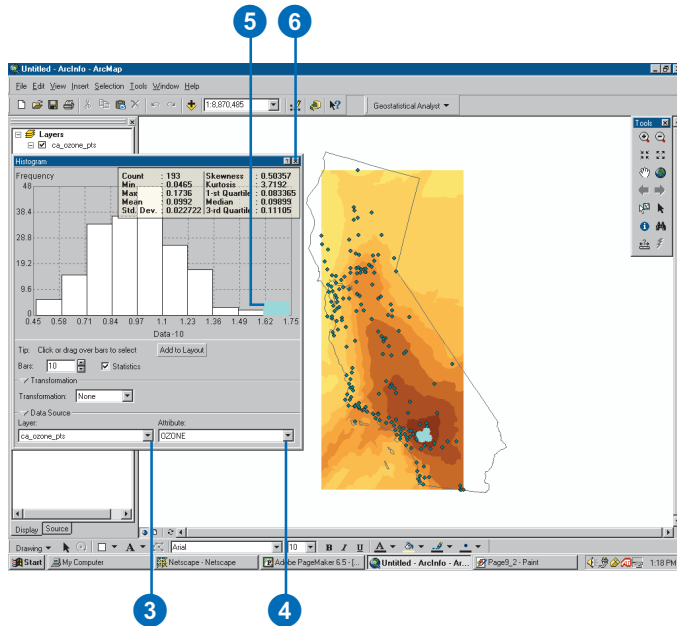 5 6
Untitled - ArcInfo - ArcMap
File Edit View Insert Selection Tools Window Help
1:8,870,485
Geostatistical Analyst
Layers
ca_ozone_pts
Tools
Histogram
Frequency
Count : 193 Skewness : 0.50357
Min : 0.0465 Kurtosis : 3.7192
Max : 0.1736 1-st Quartile : 0.083365
Mean : 0.0992 Median : 0.09899
Std. Dev. : 0.022722 3-rd Quartile : 0.11105
48
38.4
28.8
19.2
9.6
0
0.45 0.58 0.71 0.84 0.97 1.1 1.23 1.36 1.49 1.62 1.75
Data·10
Tip: Click or drag over bars to select Add to Layout
Bars: 10 Statistics
Transformation
Transformation: None
Data Source
Layer: Attribute:
ca_ozone_pts OZONE
Display Source
Drawing A Arial 10 B I U A
Start My Computer Netscape - Netscape Adobe PageMaker 6.5 - [... Untitled - ArcInfo - Ar... Page9_2 - Paint 1:18 PM
3 4